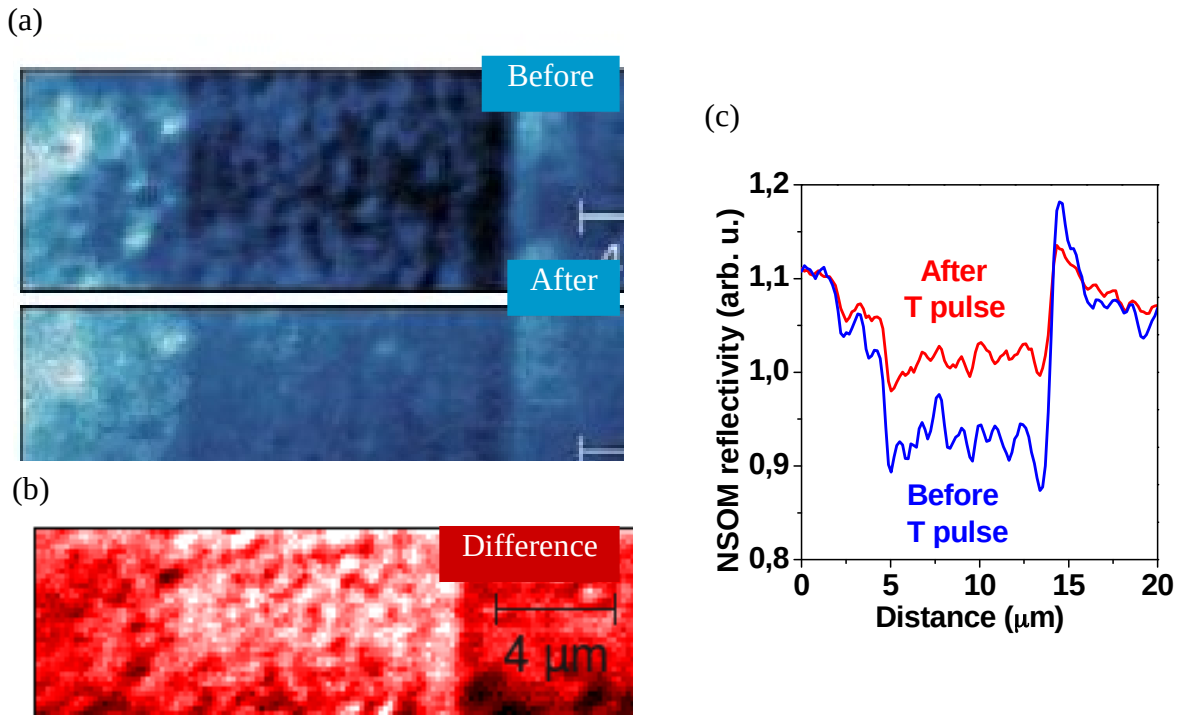 (a)
Before
After
(b)
Difference
4 μm
(c)
1,2
1,1
1,0
0,9
0,8
NSOM reflectivity (arb. u.)
After
T pulse
Before
T pulse
0
5
10
15
20
Distance (μm)